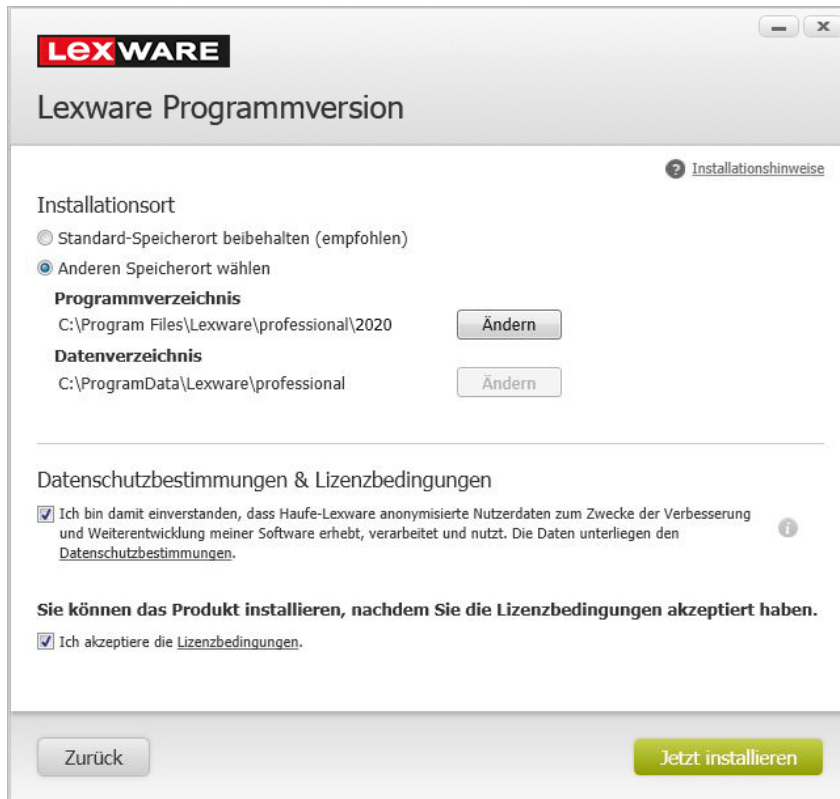 LEXWARE
Lexware Programmversion
? Installationshinweise
Installationsort
Standard-Speicherort beibehalten (empfohlen)
Anderen Speicherort wählen
Programmverzeichnis
C:\Program Files\Lexware\professional\2020 Ändern
Datenverzeichnis
C:\ProgramData\Lexware\professional Ändern
Datenschutzbestimmungen & Lizenzbedingungen
Ich bin damit einverstanden, dass Haufe-Lexware anonymisierte Nutzerdaten zum Zwecke der Verbesserung
und Weiterentwicklung meiner Software erhebt, verarbeitet und nutzt. Die Daten unterliegen den
Datenschutzbestimmungen.
Sie können das Produkt installieren, nachdem Sie die Lizenzbedingungen akzeptiert haben.
Ich akzeptiere die Lizenzbedingungen.
Zurück Jetzt installieren